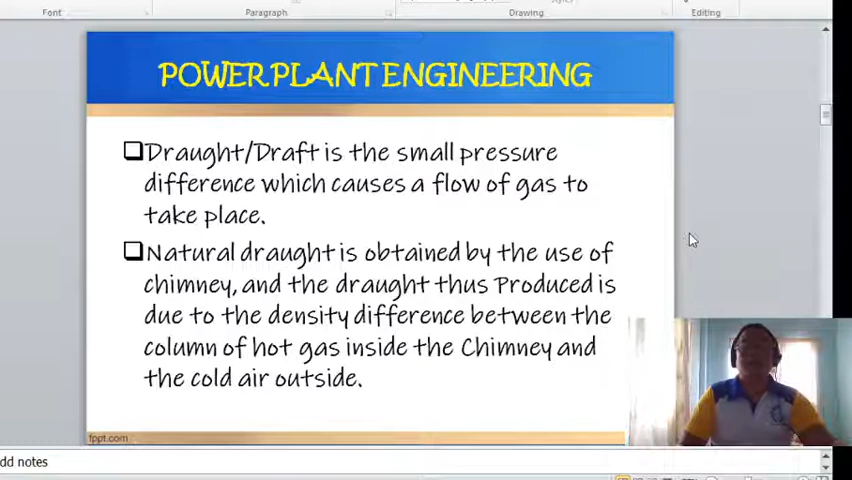 Font
Paragraph
Drawing
Editing
POWER PLANT ENGINEERING
Draught/Draft is the small pressure
difference which causes a flow of gas to
take place.
Natural draught is obtained by the use of
chimney, and the draught thus Produced is
due to the density difference between the
column of hot gas inside the Chimney and
the cold air outside.
fppt.com
dd notes